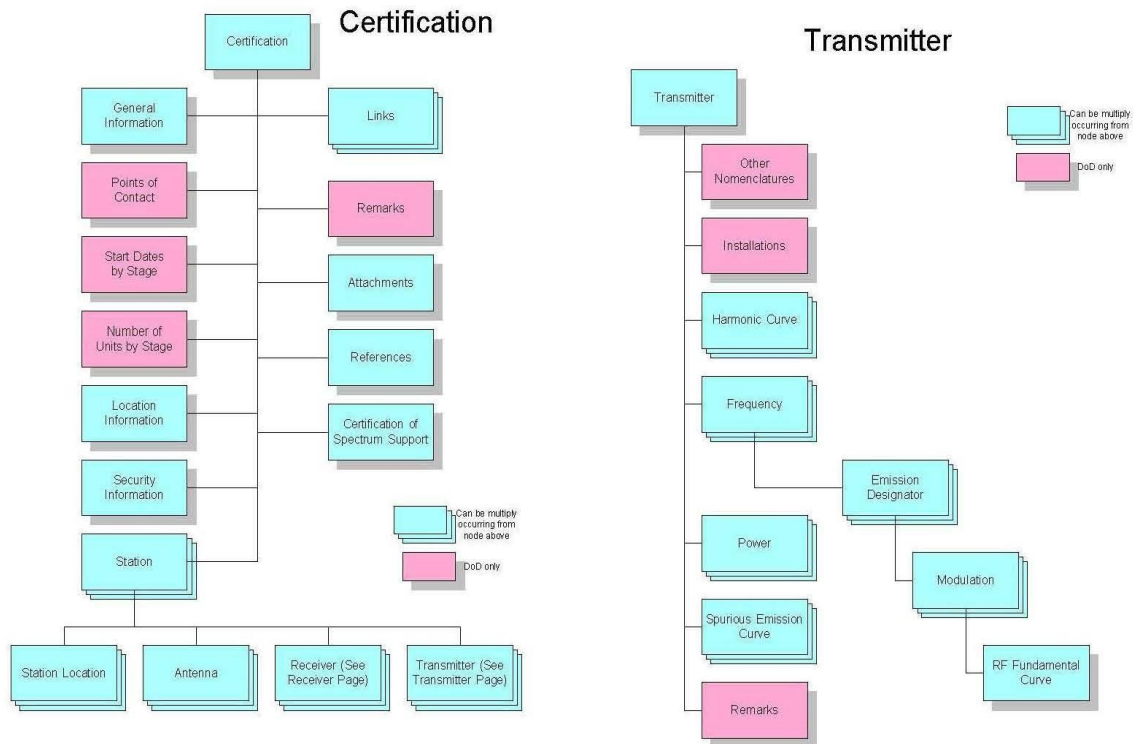 Certification
Certification
General
Information
Links
Points of
Contact
Remarks
Start Dates
by Stage
Attachments
Number of
Units by Stage
References
Location
Information
Certification of
Spectrum Support
Security
Information
Station
Can be multiply
occurring from
node above
DoD only
Station Location
Antenna
Receiver (See
Receiver Page)
Transmitter (See
Transmitter Page)
Transmitter
Transmitter
Can be multiply
occurring from
node above
DoD only
Other
Nomenclatures
Installations
Harmonic Curve
Frequency
Emission
Designator
Power
Modulation
Spurious Emission
Curve
RF Fundamental
Curve
Remarks